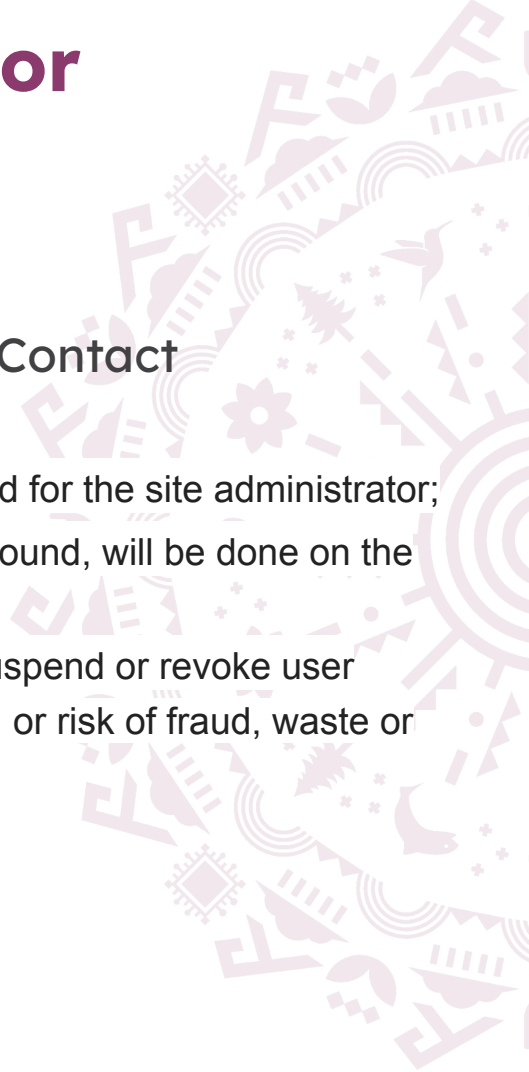 or
Contact
d for the site administrator;
ound, will be done on the
uspend or revoke user
or risk of fraud, waste or